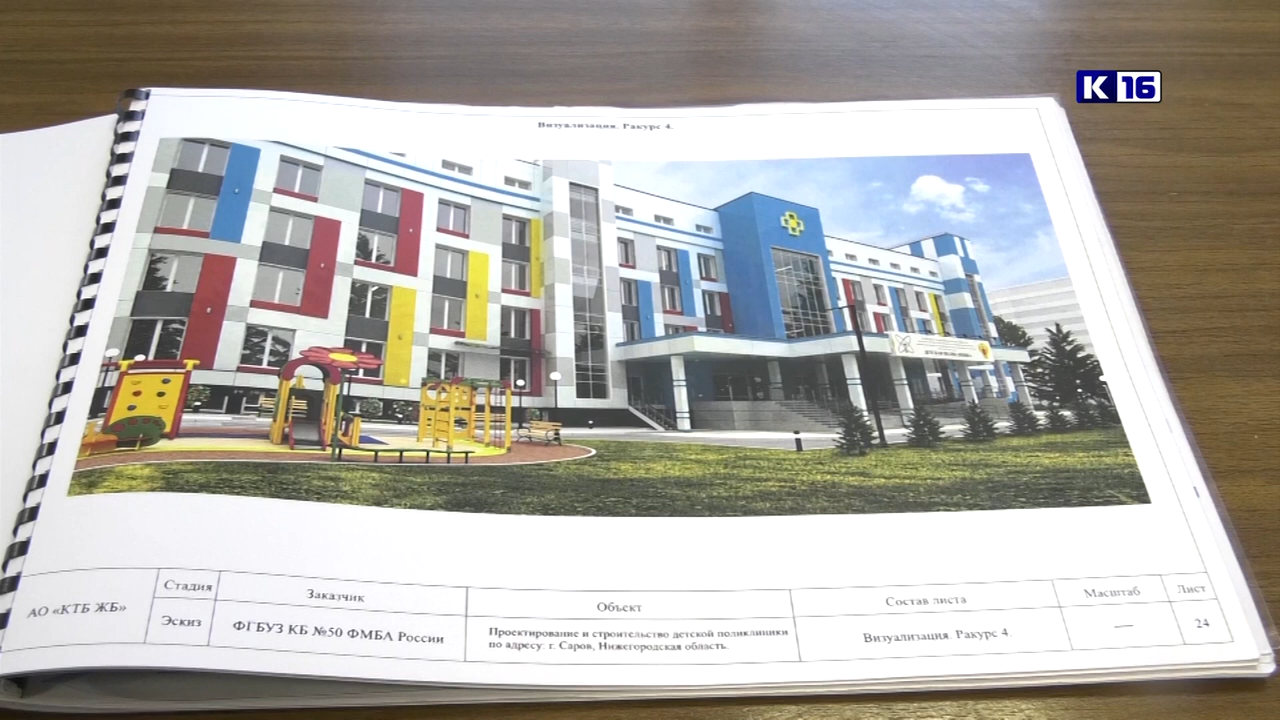 К 16
Визуализация. Ракурс 4.
АО «КТБ ЖБ»
Стадия
Эскиз
Заказчик
ФГБУЗ КБ №50 ФМБА России
Объект
Проектирование и строительство детской поликлиники
по адресу: г. Саров, Нижегородская область.
Состав листа
Визуализация. Ракурс 4.
Масштаб
—
Лист
24